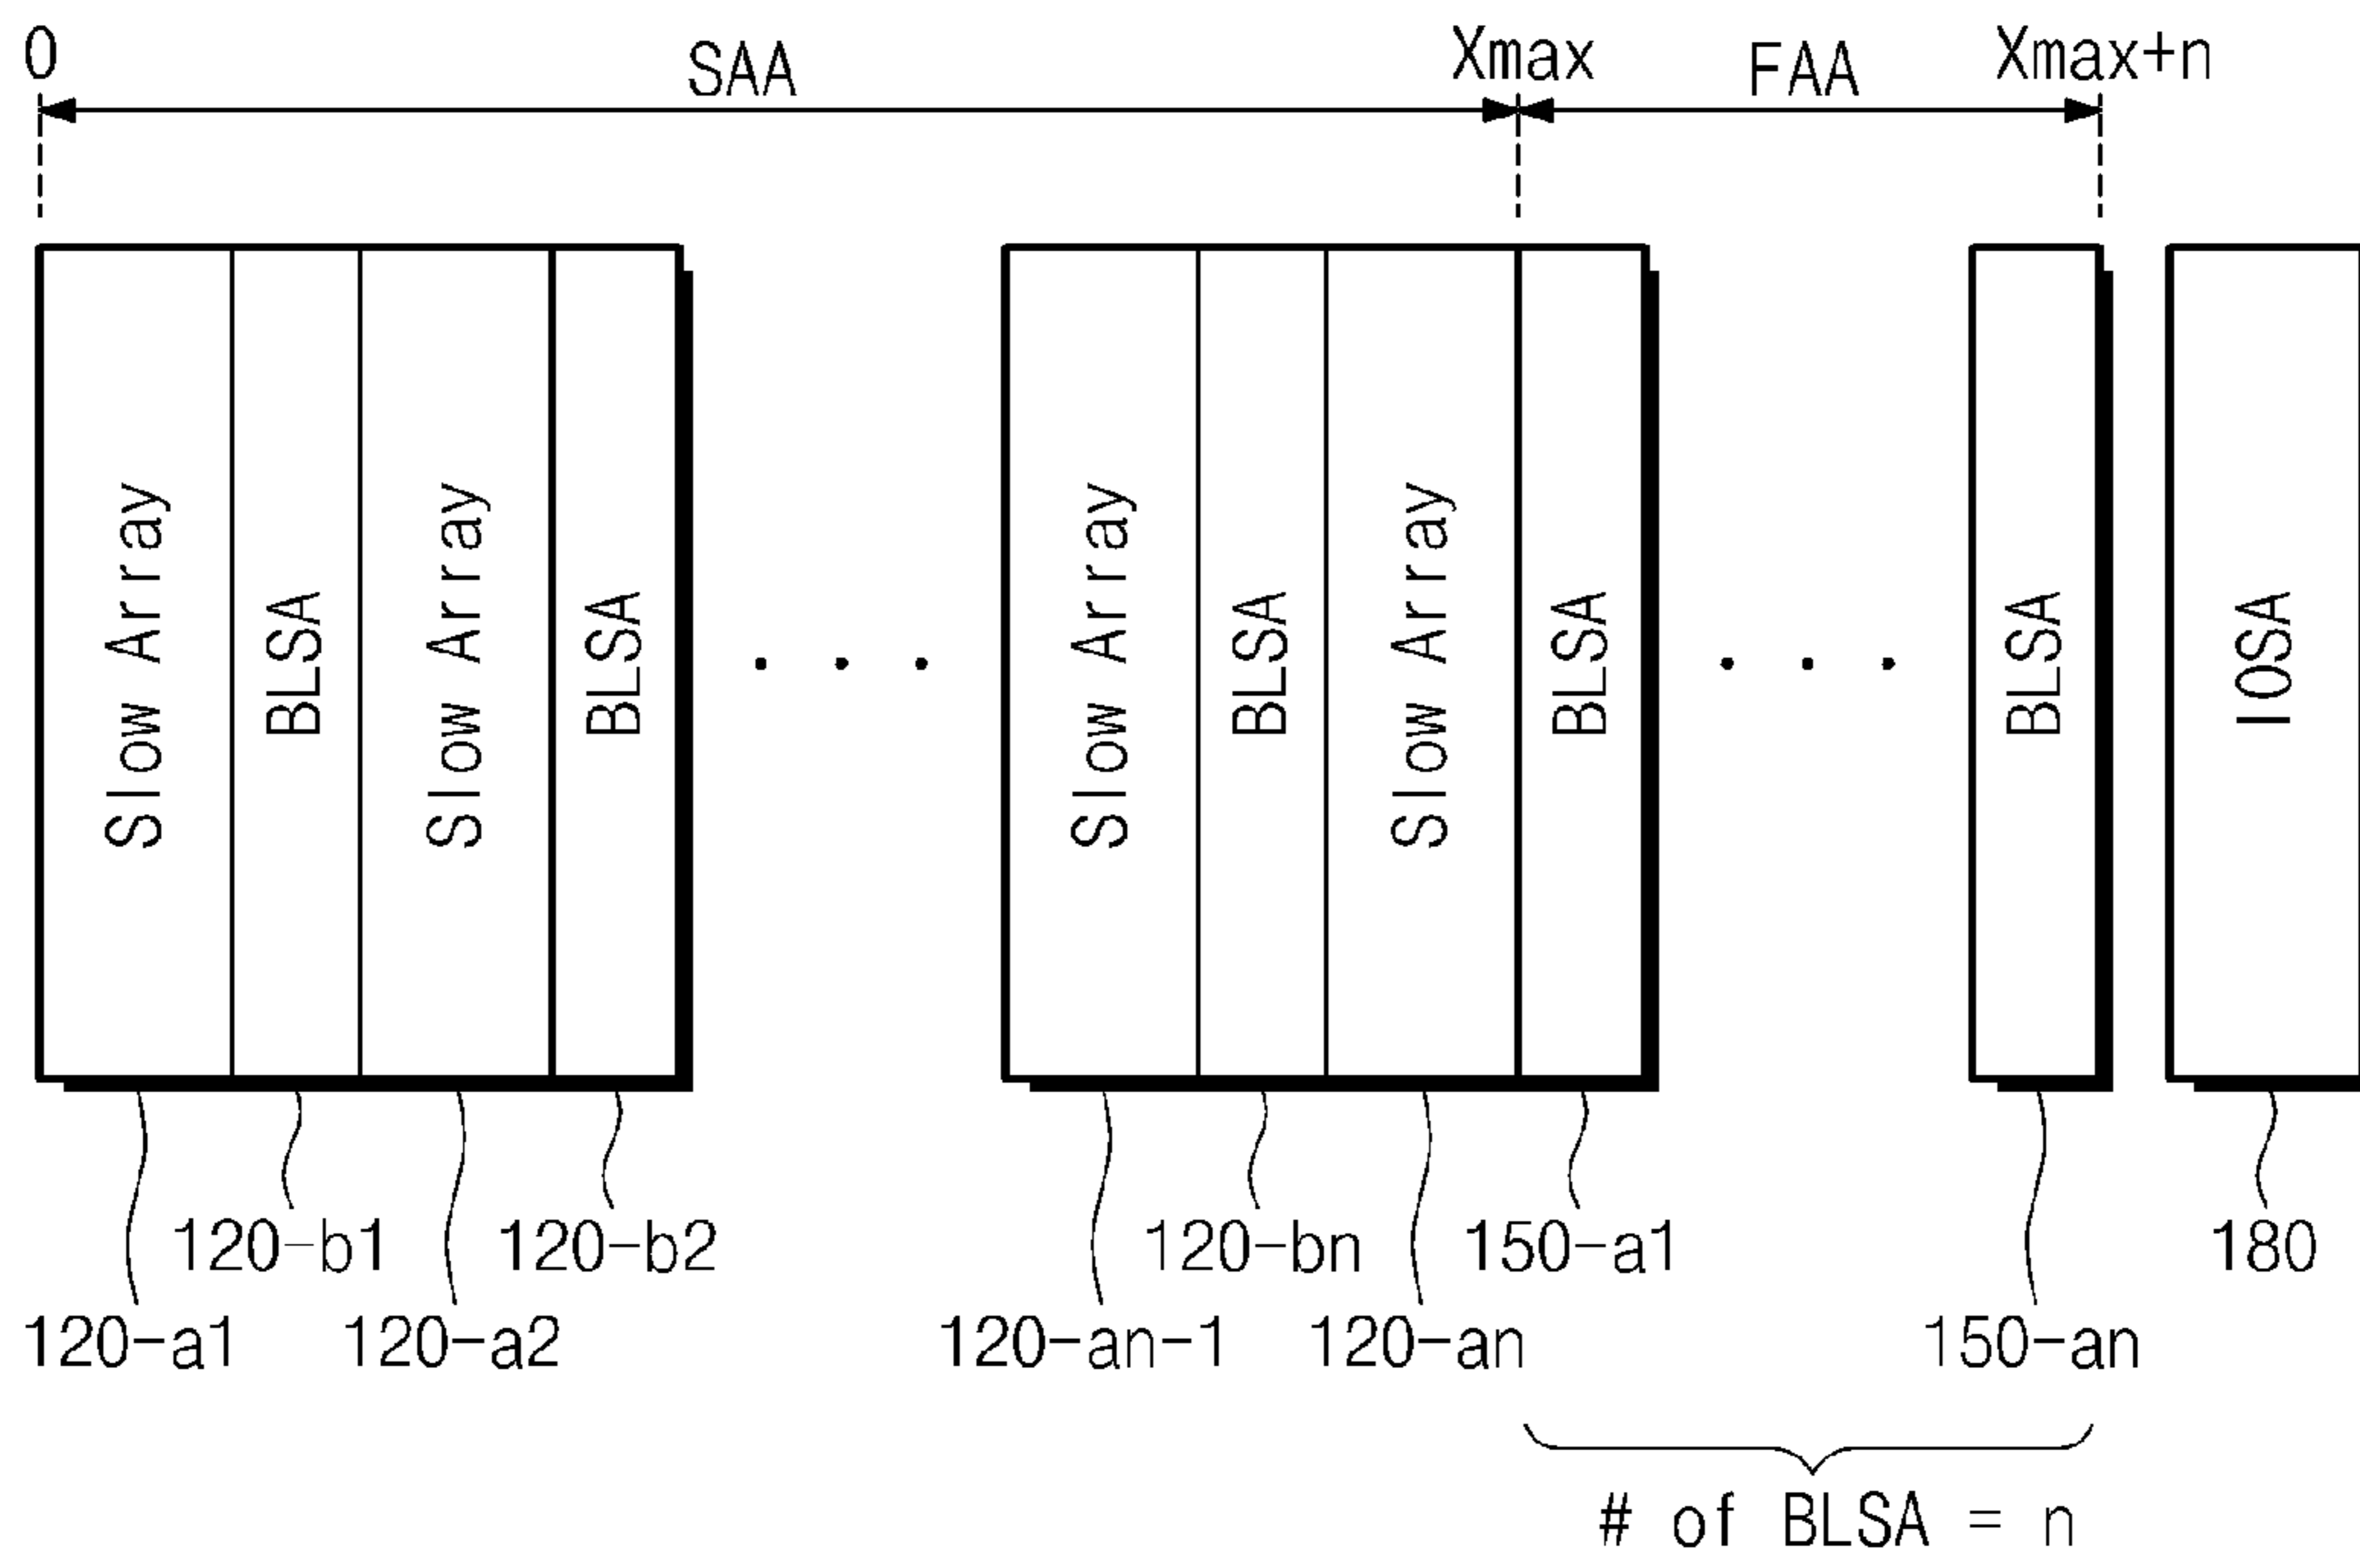 0
SAA
Xmax
FAA
Xmax+n
Slow Array
BLSA
Slow Array
BLSA
Slow Array
BLSA
Slow Array
BLSA
BLSA
IOSA
120-b1
120-b2
120-bn
150-a1
180
120-a1
120-a2
120-an-1
120-an
150-an
# of BLSA = n